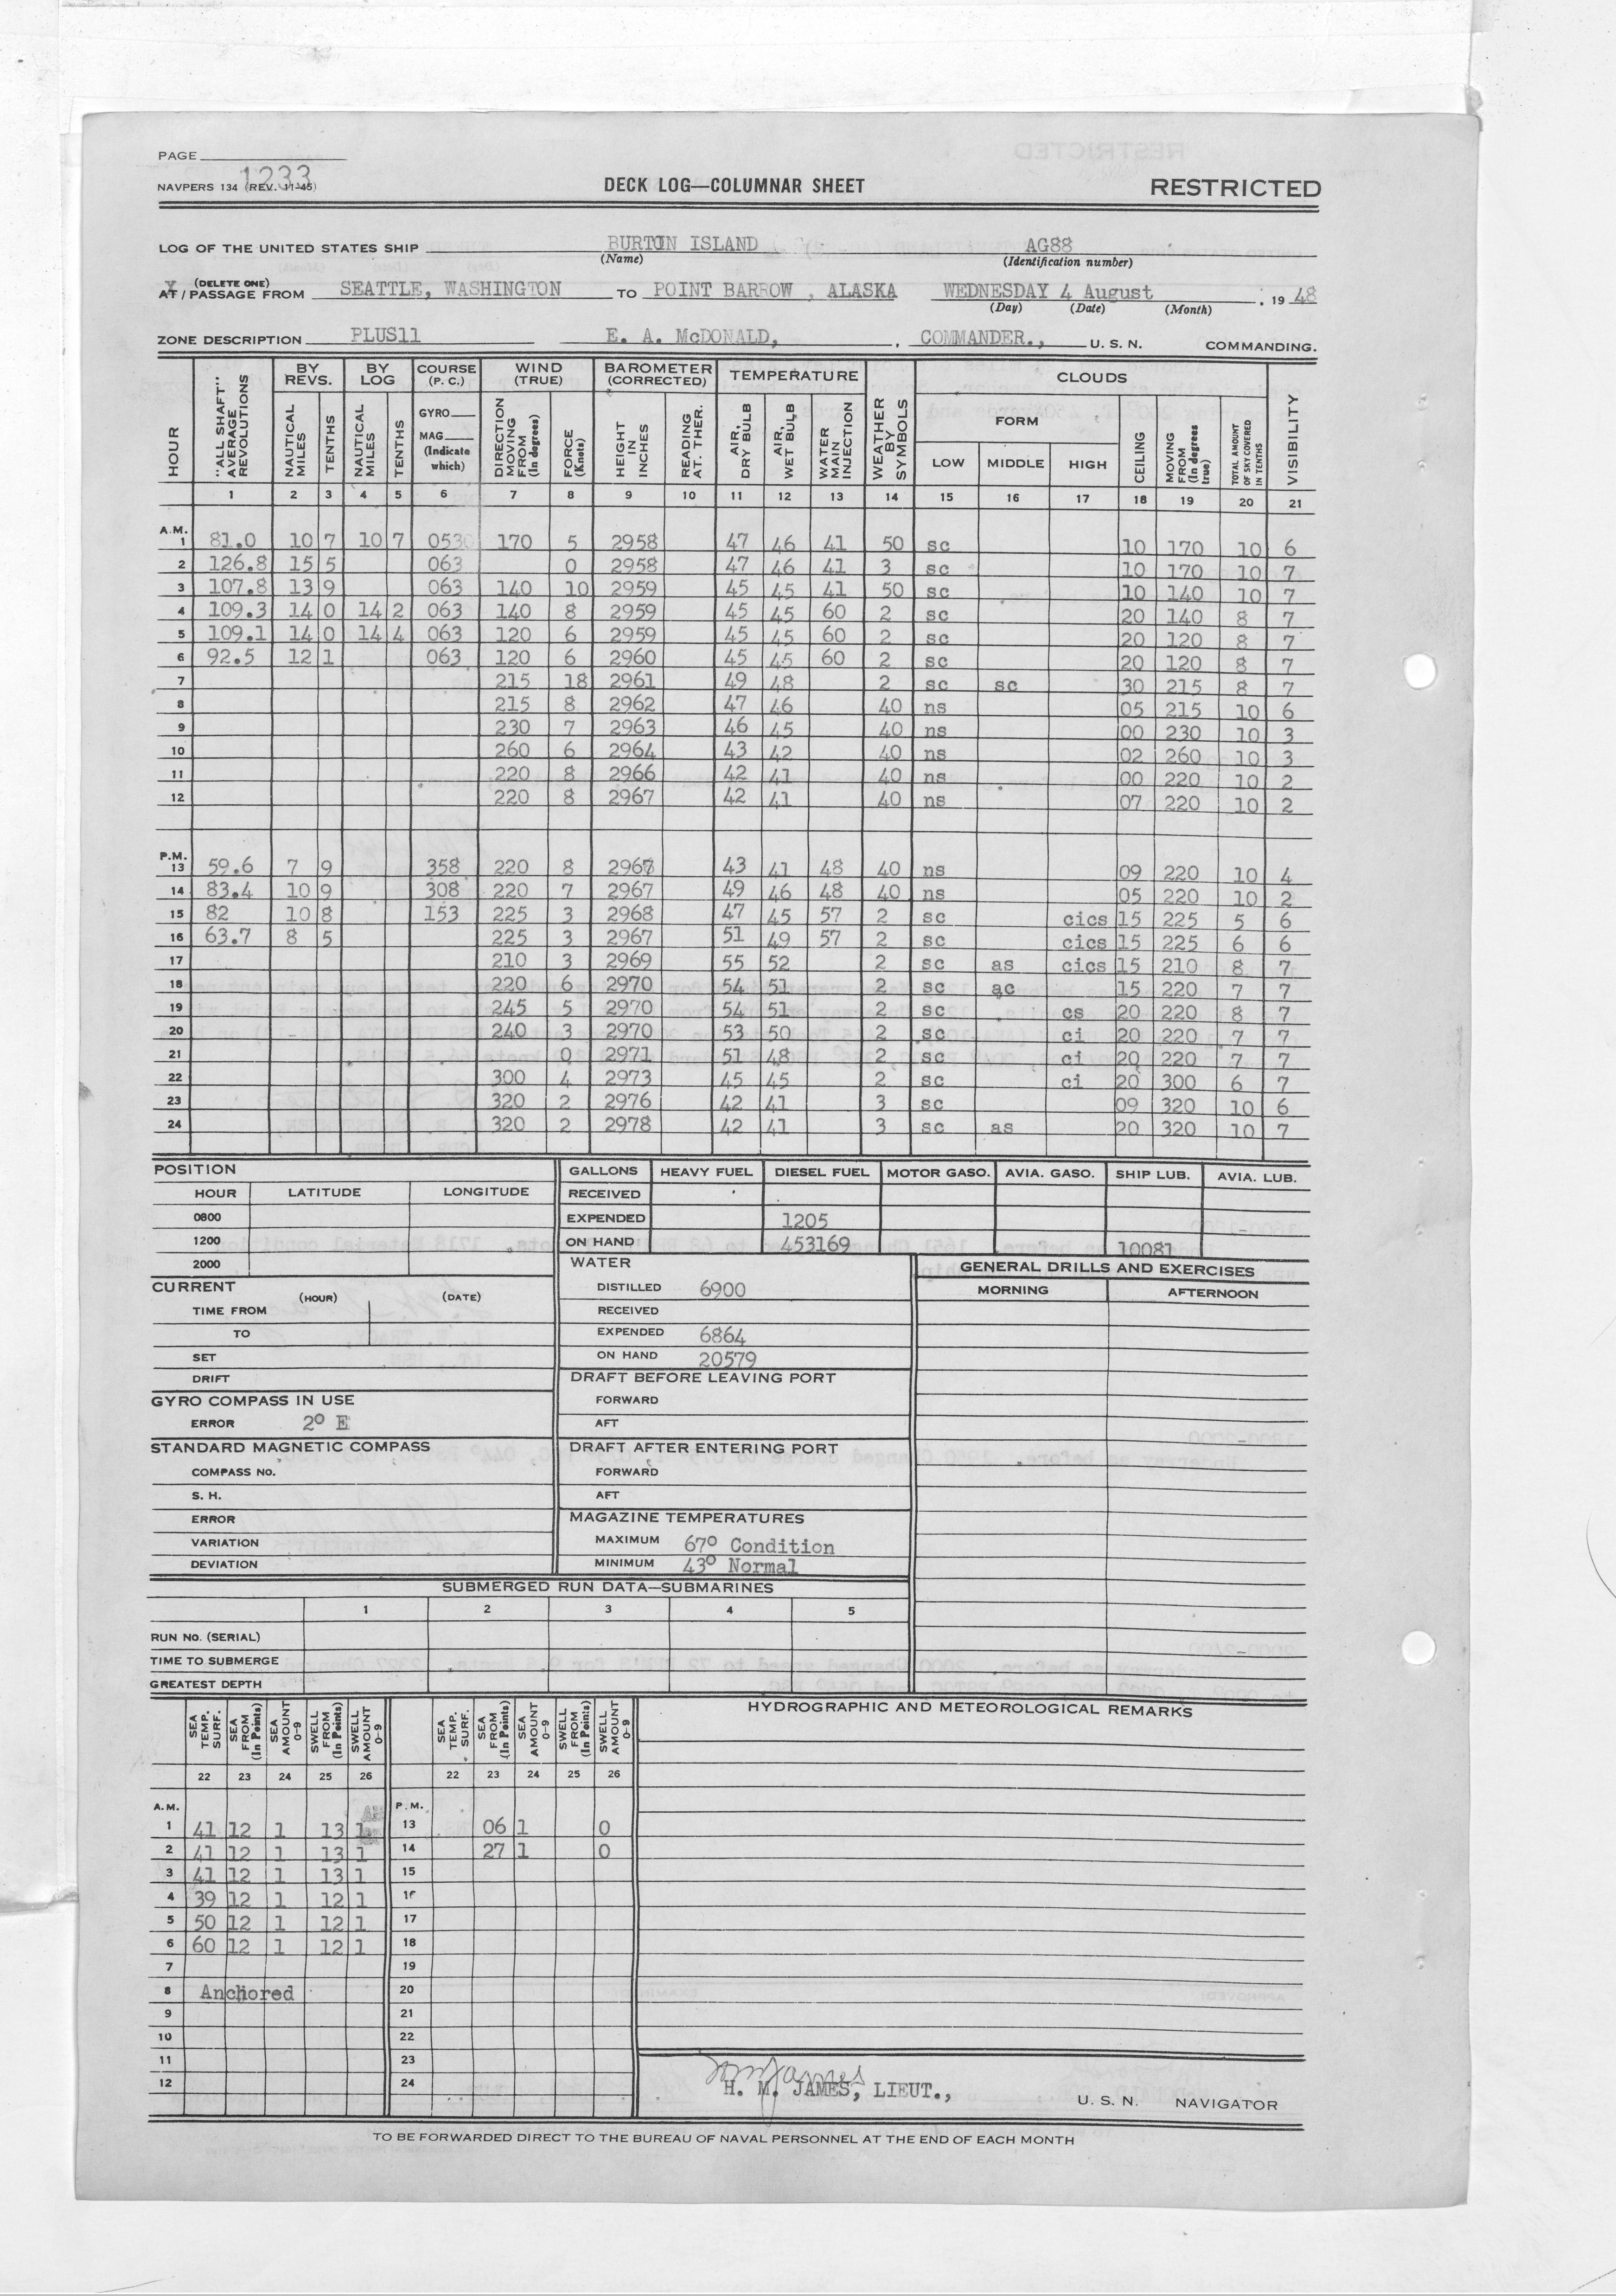 PAGE
1233
NAVPERS 134 (REV. 11-45)
DECK LOG—COLUMNAR SHEET
RESTRICTED
LOG OF THE UNITED STATES SHIP BURTON ISLAND AG88
(Name) (Identification number)
(DELETE ONE)
AT / PASSAGE FROM SEATTLE, WASHINGTON TO POINT BARROW , ALASKA WEDNESDAY 4 August , 19 48
(Day) (Date) (Month)
ZONE DESCRIPTION PLUS11 E. A. McDONALD, , COMMANDER., U. S. N. COMMANDING.
HOUR "ALL SHAFT" AVERAGE REVOLUTIONS BY REVS. NAUTICAL MILES TENTHS BY LOG NAUTICAL MILES TENTHS COURSE (P. C.) GYRO MAG. (Indicate which) WIND (TRUE) DIRECTION MOVING FROM (In degrees) FORCE (Knots) BAROMETER (CORRECTED) HEIGHT IN INCHES READING AT. THER. TEMPERATURE AIR, DRY BULB AIR, WET BULB WATER MAIN INJECTION WEATHER BY SYMBOLS CLOUDS FORM LOW MIDDLE HIGH CEILING MOVING FROM (In degrees true) TOTAL AMOUNT OF SKY COVERED IN TENTHS VISIBILITY
1 2 3 4 5 6 7 8 9 10 11 12 13 14 15 16 17 18 19 20 21
A.M.
1 81.0 10 7 10 7 053 170 5 2958 47 46 41 50 sc 10 170 10 6
2 126.8 15 5 063 0 2958 47 46 41 3 sc 10 170 10 7
3 107.8 13 9 063 140 10 2959 45 45 41 50 sc 10 140 10 7
4 109.3 14 0 14 2 063 140 8 2959 45 45 60 2 sc 20 140 8 7
5 109.1 14 0 14 4 063 120 6 2959 45 45 60 2 sc 20 120 8 7
6 92.5 12 1 063 120 6 2960 45 45 60 2 sc 20 120 8 7
7 215 18 2961 49 48 2 sc sc 30 215 8 7
8 215 8 2962 47 46 40 ns 05 215 10 6
9 230 7 2963 46 45 40 ns 00 230 10 3
10 260 6 2964 43 42 40 ns 02 260 10 3
11 220 8 2966 42 41 40 ns 00 220 10 2
12 220 8 2967 42 41 40 ns 07 220 10 2
P.M.
13 59.6 7 9 358 220 8 2967 43 41 48 40 ns 09 220 10 4
14 83.4 10 9 308 220 7 2967 49 46 48 40 ns 05 220 10 2
15 82 10 8 153 225 3 2968 47 45 57 2 sc cics 15 225 5 6
16 63.7 8 5 225 3 2967 51 49 57 2 sc cics 15 225 6 6
17 210 3 2969 55 52 2 sc as cics 15 210 8 7
18 220 6 2970 54 51 2 sc ac 15 220 7 7
19 245 5 2970 54 51 2 sc cs 20 220 8 7
20 240 3 2970 53 50 2 sc ci 20 220 7 7
21 0 2971 51 48 2 sc ci 20 220 7 7
22 300 4 2973 45 45 2 sc ci 20 300 6 7
23 320 2 2976 42 41 3 sc 09 320 10 6
24 320 2 2978 42 41 3 sc as 20 320 10 7
POSITION
HOUR LATITUDE LONGITUDE
0800
1200
2000
GALLONS HEAVY FUEL DIESEL FUEL MOTOR GASO. AVIA. GASO. SHIP LUB. AVIA. LUB.
RECEIVED
EXPENDED 1205
ON HAND 453169 10081
CURRENT
(HOUR) (DATE)
TIME FROM
TO
SET
DRIFT
GYRO COMPASS IN USE
ERROR 2° E
STANDARD MAGNETIC COMPASS
COMPASS NO.
S. H.
ERROR
VARIATION
DEVIATION
WATER
DISTILLED 6900
RECEIVED
EXPENDED 6864
ON HAND 20579
DRAFT BEFORE LEAVING PORT
FORWARD
AFT
DRAFT AFTER ENTERING PORT
FORWARD
AFT
MAGAZINE TEMPERATURES
MAXIMUM 67° Condition
MINIMUM 43° Normal
GENERAL DRILLS AND EXERCISES
MORNING AFTERNOON
SUBMERGED RUN DATA—SUBMARINES
1 2 3 4 5
RUN NO. (SERIAL)
TIME TO SUBMERGE
GREATEST DEPTH
SEA TEMP. SURF. SEA FROM (In Points) SEA AMOUNT 0-9 SWELL FROM (In Points) SWELL AMOUNT 0-9 SEA TEMP. SURF. SEA FROM (In Points) SEA AMOUNT 0-9 SWELL FROM (In Points) SWELL AMOUNT 0-9
22 23 24 25 26 22 23 24 25 26
A.M. P.M.
1 41 12 1 13 1 13 06 1 0
2 41 12 1 13 1 14 27 1 0
3 41 12 1 13 1 15
4 39 12 1 12 1 16
5 50 12 1 12 1 17
6 60 12 1 12 1 18
7 19
8 Anchored 20
9 21
10 22
11 23
12 24
HYDROGRAPHIC AND METEOROLOGICAL REMARKS
H. M. JAMES, LIEUT., U. S. N. NAVIGATOR
TO BE FORWARDED DIRECT TO THE BUREAU OF NAVAL PERSONNEL AT THE END OF EACH MONTH